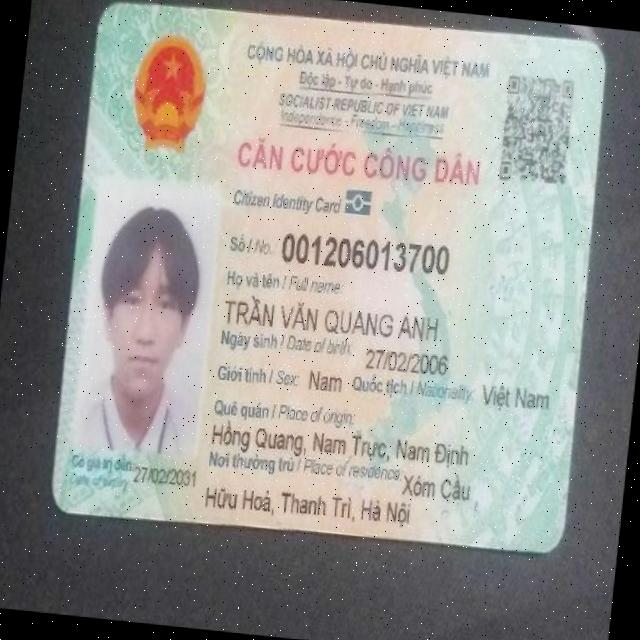 CỘNG HÒA XÃ HỘI CHỦ NGHĨA VIỆT NAM
Độc lập - Tự do - Hạnh phúc
SOCIALIST REPUBLIC OF VIET NAM
Independence - Freedom - Happiness
CĂN CƯỚC CÔNG DÂN
Citizen Identity Card
Số / No. 001206013700
Họ và tên / Full name:
TRẦN VĂN QUANG ANH
Ngày sinh / Date of birth: 27/02/2006
Giới tính / Sex: Nam Quốc tịch / Nationality: Việt Nam
Quê quán / Place of origin:
Hồng Quang, Nam Trực, Nam Định
Nơi thường trú / Place of residence: Xóm Cầu
Hữu Hoà, Thanh Trì, Hà Nội
Có giá trị đến: 27/02/2031
Date of expiry